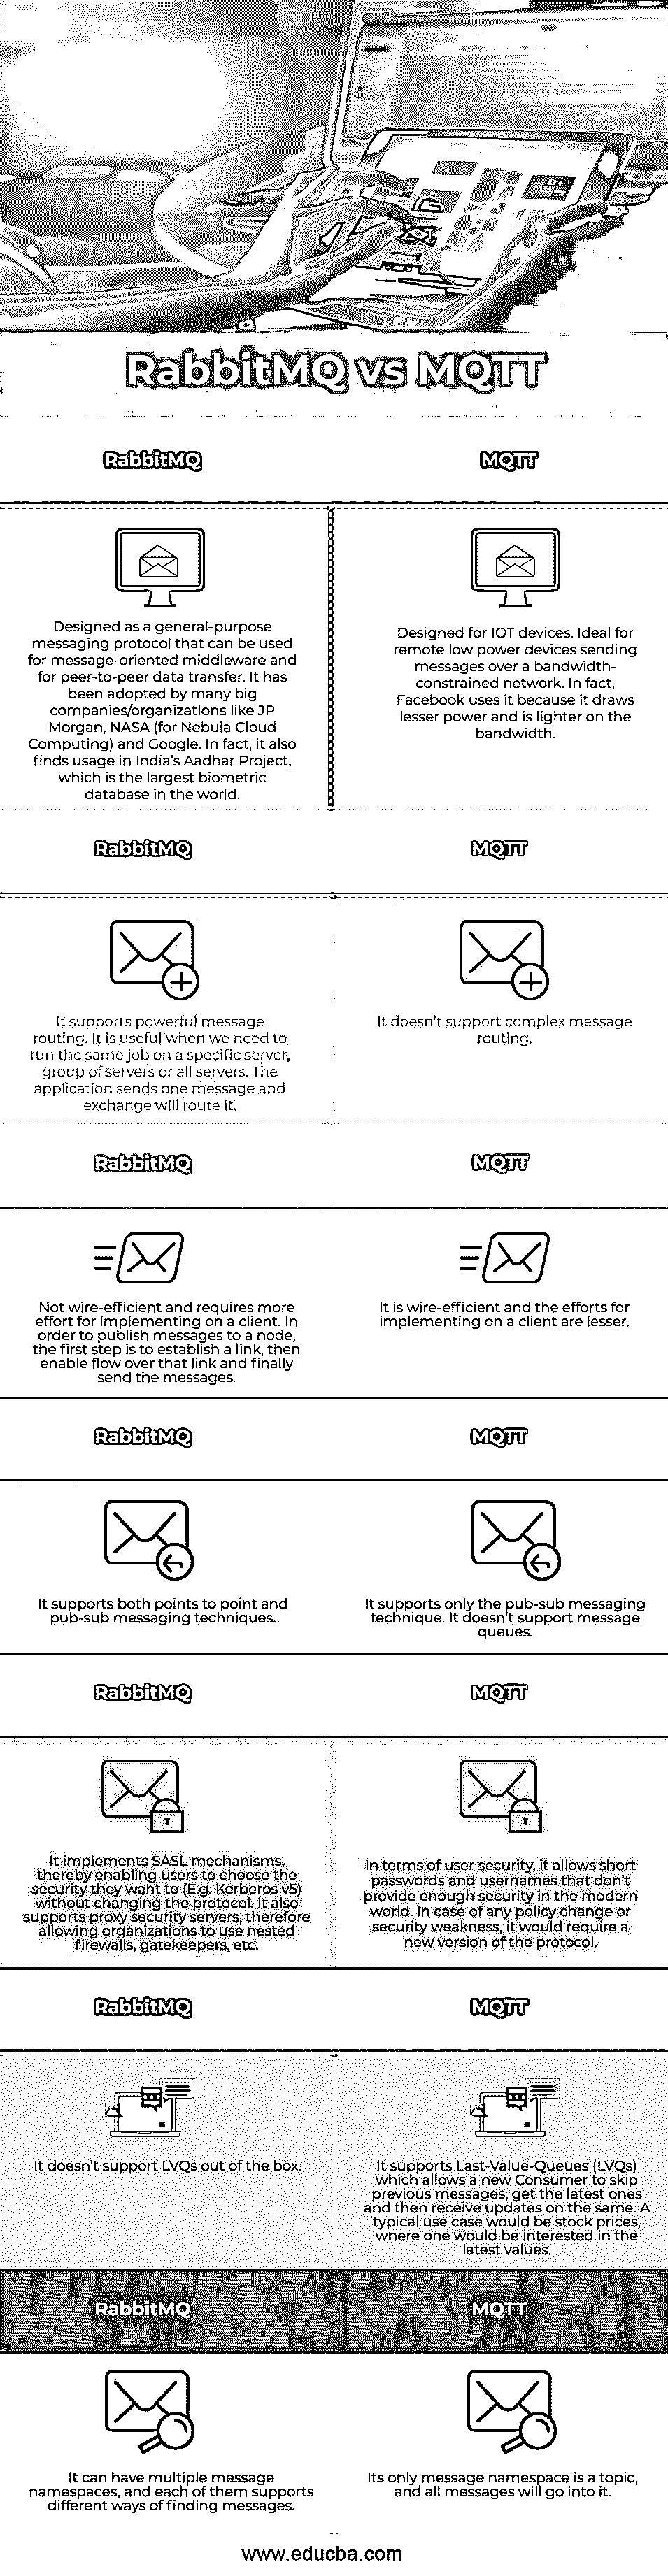 RabbitMQ vs MQTT
RabbitMQ
MQTT
Designed as a general-purpose
messaging protocol that can be used
for message-oriented middleware and
for peer-to-peer data transfer. It has
been adopted by many big
companies/organizations like JP
Morgan, NASA (for Nebula Cloud
Computing) and Google. In fact, it also
finds usage in India's Aadhar Project,
which is the largest biometric
database in the world.
Designed for IOT devices. Ideal for
remote low power devices sending
messages over a bandwidth-
constrained network. In fact,
Facebook uses it because it draws
lesser power and is lighter on the
bandwidth.
RabbitMQ
MQTT
It supports powerful message
routing. It is useful when we need to
run the same job on a specific server,
group of servers or all servers. The
application sends one message and
exchange will route it.
It doesn't support complex message
routing.
RabbitMQ
MQTT
Not wire-efficient and requires more
effort for implementing on a client. In
order to publish messages to a node,
the first step is to establish a link, then
enable flow over that link and finally
send the messages.
It is wire-efficient and the efforts for
implementing on a client are lesser.
RabbitMQ
MQTT
It supports both points to point and
pub-sub messaging techniques.
It supports only the pub-sub messaging
technique. It doesn't support message
queues.
RabbitMQ
MQTT
It implements SASL mechanisms,
thereby enabling users to choose the
security they want to (E.g. Kerberos v5)
without changing the protocol. It also
supports proxy security servers, therefore
allowing organizations to use nested
firewalls, gatekeepers, etc.
In terms of user security, it allows short
passwords and usernames that don't
provide enough security in the modern
world. In case of any policy change or
security weakness, it would require a
new version of the protocol.
RabbitMQ
MQTT
It doesn't support LVQs out of the box.
It supports Last-Value-Queues (LVQs)
which allows a new Consumer to skip
previous messages, get the latest ones
and then receive updates on the same. A
typical use case would be stock prices,
where one would be interested in the
latest values.
RabbitMQ
MQTT
It can have multiple message
namespaces, and each of them supports
different ways of finding messages.
Its only message namespace is a topic,
and all messages will go into it.
www.educba.com